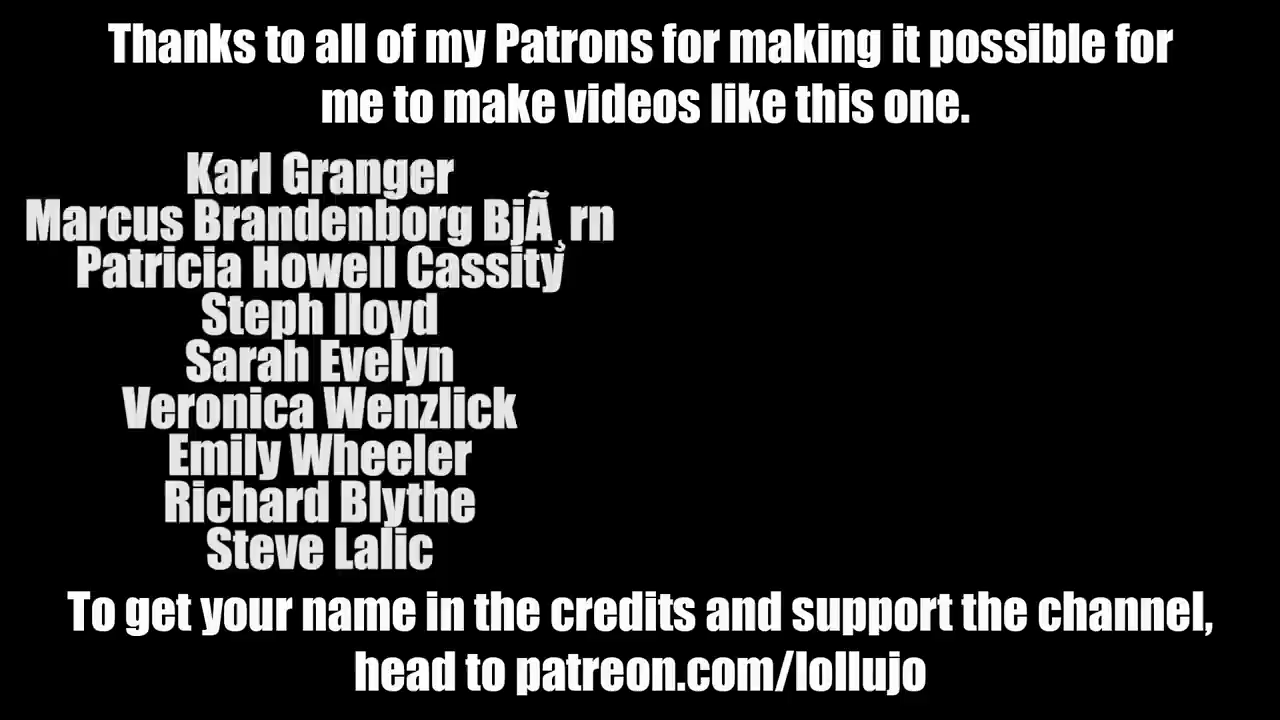 Thanks to all of my Patrons for making it possible for
me to make videos like this one.
Karl Granger
Marcus Brandenborg BjÃ¸rn
Patricia Howell Cassity
Steph lloyd
Sarah Evelyn
Veronica Wenzlick
Emily Wheeler
Richard Blythe
Steve Lalic
To get your name in the credits and support the channel,
head to patreon.com/lollujo